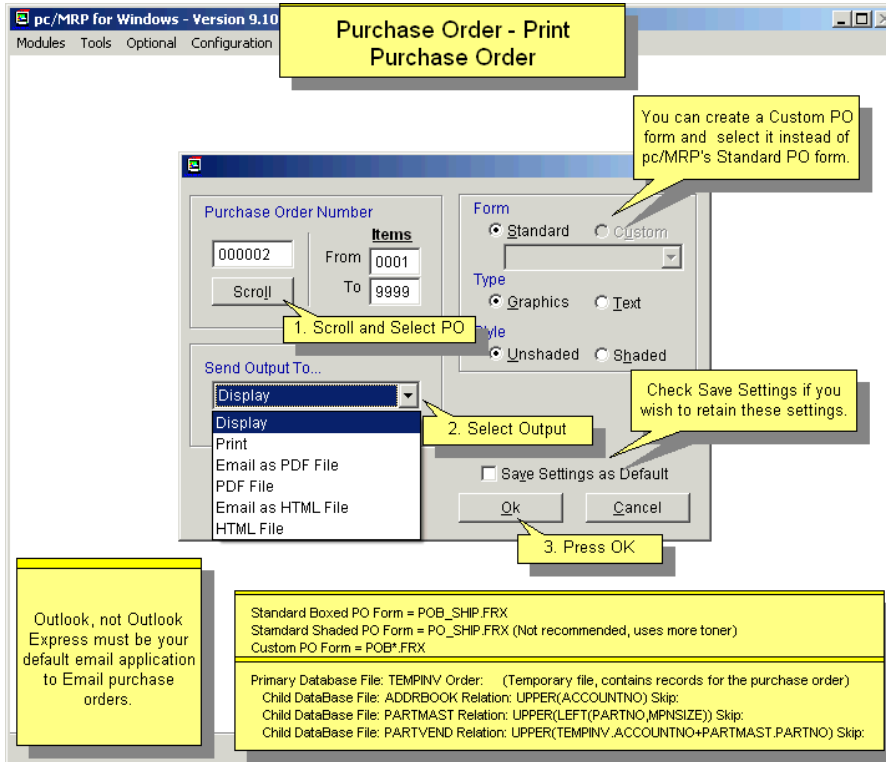 pc/MRP for Windows - Version 9.10
Modules Tools Optional Configuration
Purchase Order - Print
Purchase Order
You can create a Custom PO
form and select it instead of
pc/MRP's Standard PO form.
Purchase Order Number
000002
Scroll
Items
From 0001
To 9999
1. Scroll and Select PO
Form
Standard Custom
Type
Graphics Text
Unshaded Shaded
Send Output To...
Display
Display
Print
Email as PDF File
PDF File
Email as HTML File
HTML File
2. Select Output
Check Save Settings if you
wish to retain these settings.
Save Settings as Default
Ok Cancel
3. Press OK
Outlook, not Outlook
Express must be your
default email application
to Email purchase
orders.
Standard Boxed PO Form = POB_SHIP.FRX
Stamdard Shaded PO Form = PO_SHIP.FRX (Not recommended, uses more toner)
Custom PO Form = POB*.FRX
Primary Database File: TEMPINV Order: (Temporary file, contains records for the purchase order)
Child DataBase File: ADDRBOOK Relation: UPPER(ACCOUNTNO) Skip:
Child DataBase File: PARTMAST Relation: UPPER(LEFT(PARTNO,MPNSIZE)) Skip:
Child DataBase File: PARTVEND Relation: UPPER(TEMPINV.ACCOUNTNO+PARTMAST.PARTNO) Skip: